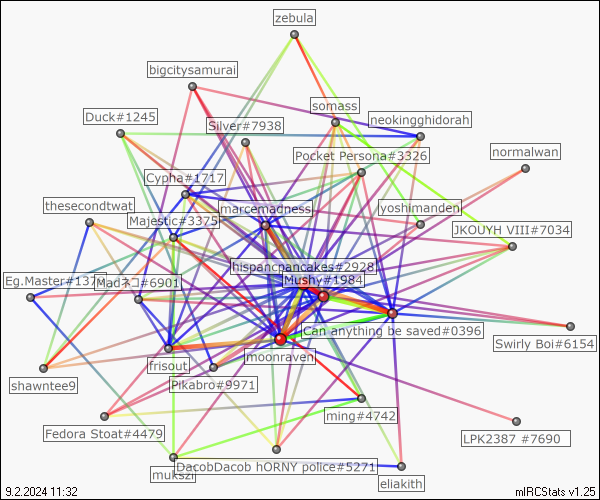 zebula
bigcitysamurai
somass
Duck#1245
Silver#7938
neokingghidorah
Pocket Persona#3326
normalwan
Cypha#1717
thesecondtwat
marcemadness
yoshimanden
Majestic#3375
JKOUYH VIII#7034
hispancpancakes#2928
Eg.Master#137
Madネコ#6901
Mushy#1984
Can anything be saved#0396
Swirly Boi#6154
frisout
moonraven
shawntee9
Pikabro#9971
ming#4742
Fedora Stoat#4479
LPK2387 #7690
DacobDacob hORNY police#5271
mukszi
eliakith
9.2.2024 11:32
mIRCStats v1.25